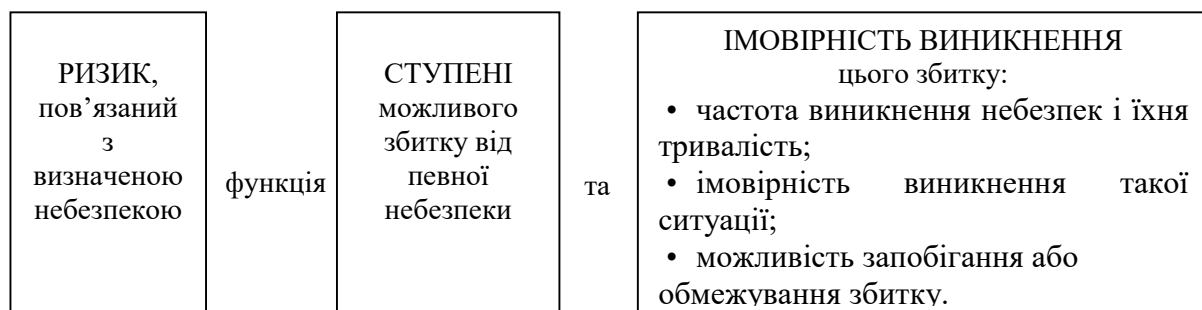 РИЗИК,
пов’язаний
з
визначеною
небезпекою
функція
СТУПЕНІ
можливого
збитку від
певної
небезпеки
та
ІМОВІРНІСТЬ ВИНИКНЕННЯ
цього збитку:
• частота виникнення небезпек і їхня
тривалість;
• імовірність виникнення такої
ситуації;
• можливість запобігання або
обмежування збитку.